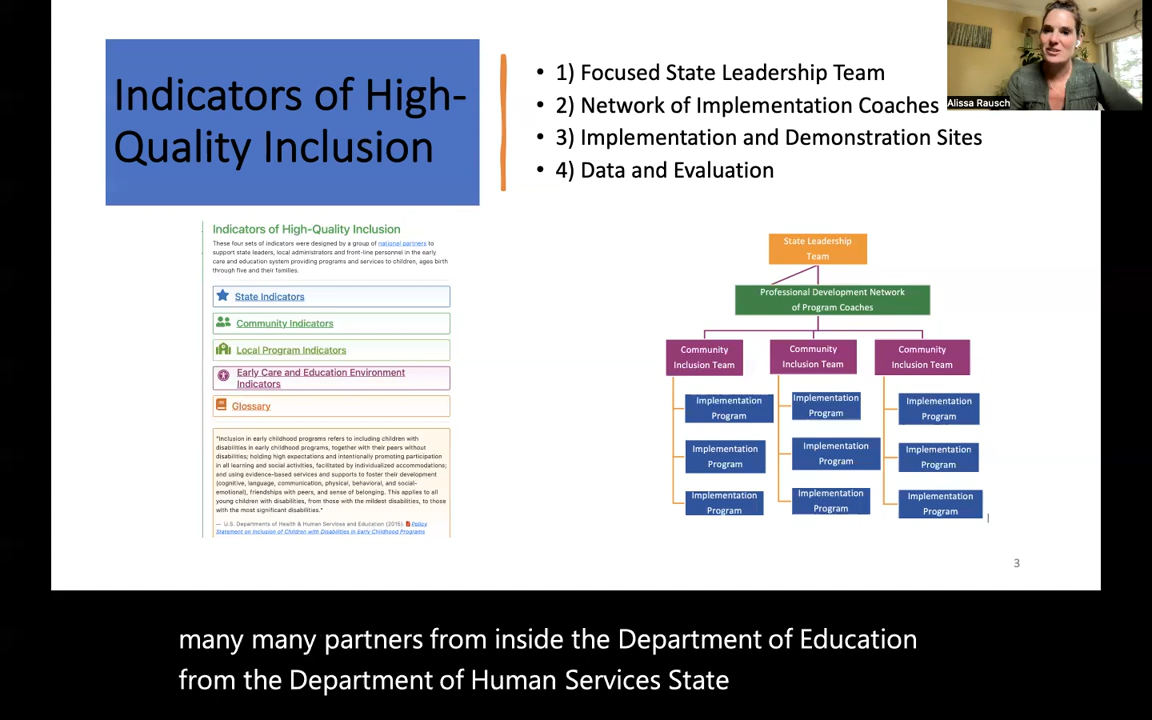 Indicators of High-
Quality Inclusion
• 1) Focused State Leadership Team
• 2) Network of Implementation Coaches
• 3) Implementation and Demonstration Sites
• 4) Data and Evaluation
Alissa Rausch
Indicators of High-Quality Inclusion
These four sets of indicators were designed by a group of national partners to
support state leaders, local administrators and front-line personnel in the early
care and education system providing programs and services to children, ages birth
through five and their families.
State Indicators
Community Indicators
Local Program Indicators
Early Care and Education Environment
Indicators
Glossary
"Inclusion in early childhood programs refers to including children with
disabilities in early childhood programs, together with their peers without
disabilities; holding high expectations and intentionally promoting participation
in all learning and social activities, facilitated by individualized accommodations;
and using evidence-based services and supports to foster their development
(cognitive, language, communication, physical, behavioral, and social-
emotional), friendships with peers, and sense of belonging. This applies to all
young children with disabilities, from those with the mildest disabilities, to those
with the most significant disabilities."
— U.S. Departments of Health & Human Services and Education (2015). Policy
Statement on Inclusion of Children with Disabilities in Early Childhood Programs
State Leadership
Team
Professional Development Network
of Program Coaches
Community
Inclusion Team
Implementation
Program
Implementation
Program
Implementation
Program
Community
Inclusion Team
Implementation
Program
Implementation
Program
Implementation
Program
Community
Inclusion Team
Implementation
Program
Implementation
Program
Implementation
Program
3
many many partners from inside the Department of Education
from the Department of Human Services State